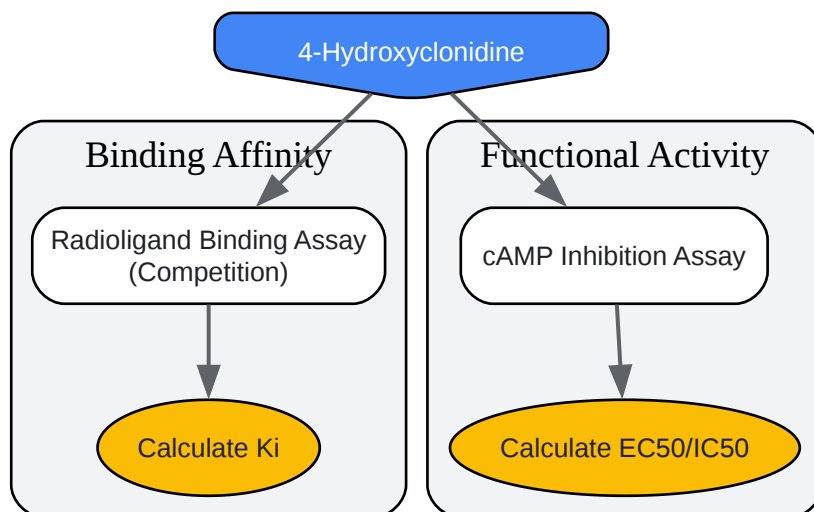 4-Hydroxyclonidine
Binding Affinity
Radioligand Binding Assay
(Competition)
Calculate Ki
Functional Activity
cAMP Inhibition Assay
Calculate EC50/IC50